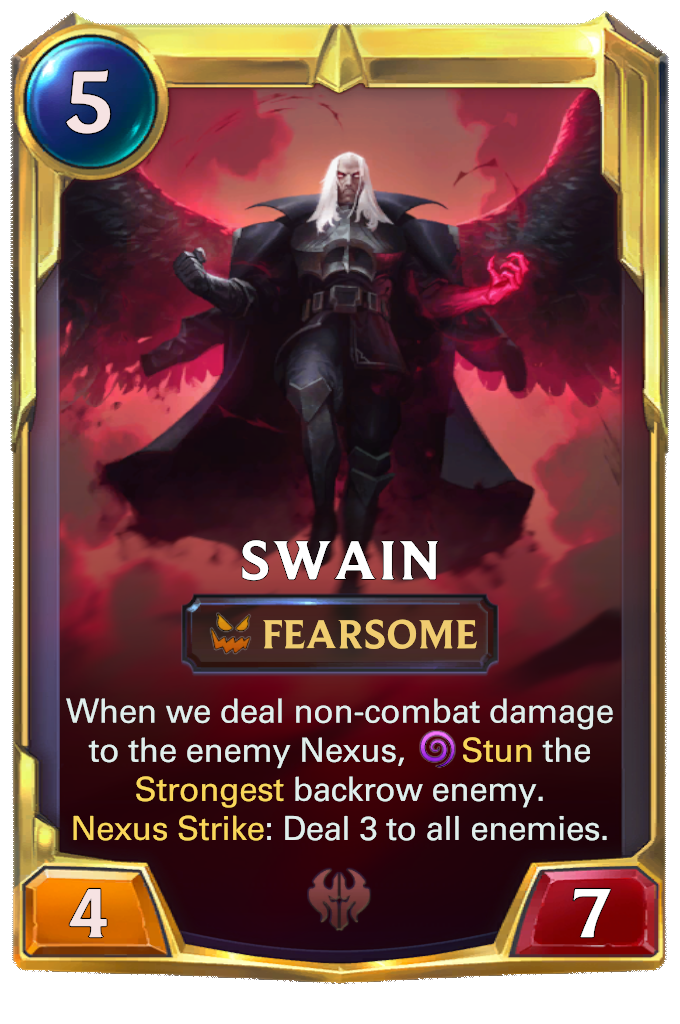 5
SWAIN
FEARSOME
When we deal non-combat damage
to the enemy Nexus, Stun the
Strongest backrow enemy.
Nexus Strike: Deal 3 to all enemies.
4
7